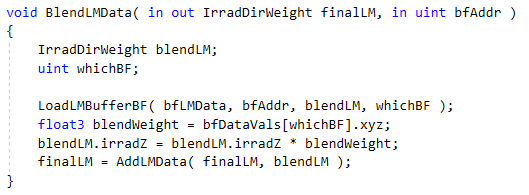 void BlendLMData( in out IrradDirWeight finalLM, in uint bfAddr )
{
    IrradDirWeight blendLM;
    uint whichBF;

    LoadLMBufferBF( bfLMData, bfAddr, blendLM, whichBF );
    float3 blendWeight = bfDataVals[whichBF].xyz;
    blendLM.irradZ = blendLM.irradZ * blendWeight;
    finalLM = AddLMData( finalLM, blendLM );
}